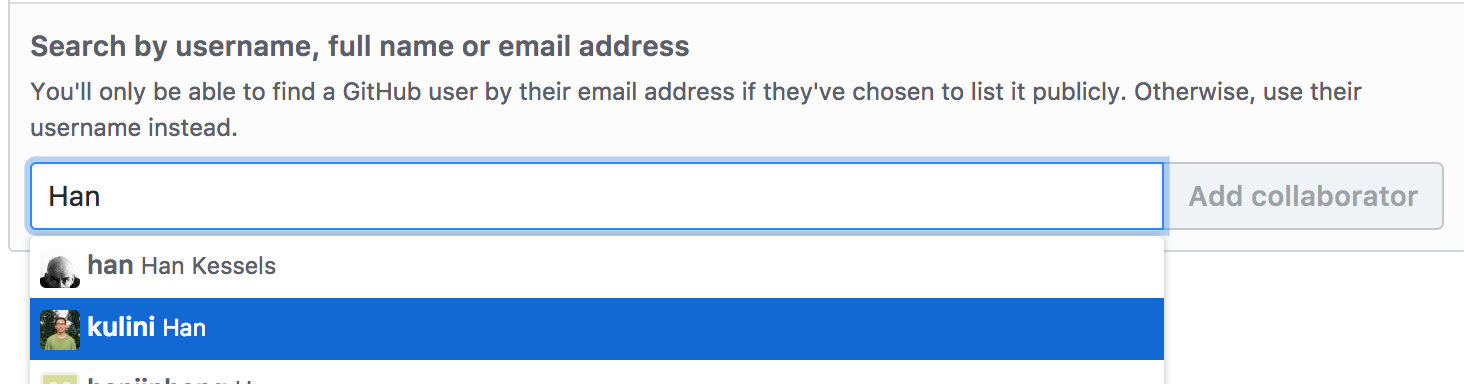 Search by username, full name or email address
You'll only be able to find a GitHub user by their email address if they've chosen to list it publicly. Otherwise, use their
username instead.
Han
Add collaborator
han Han Kessels
kulini Han